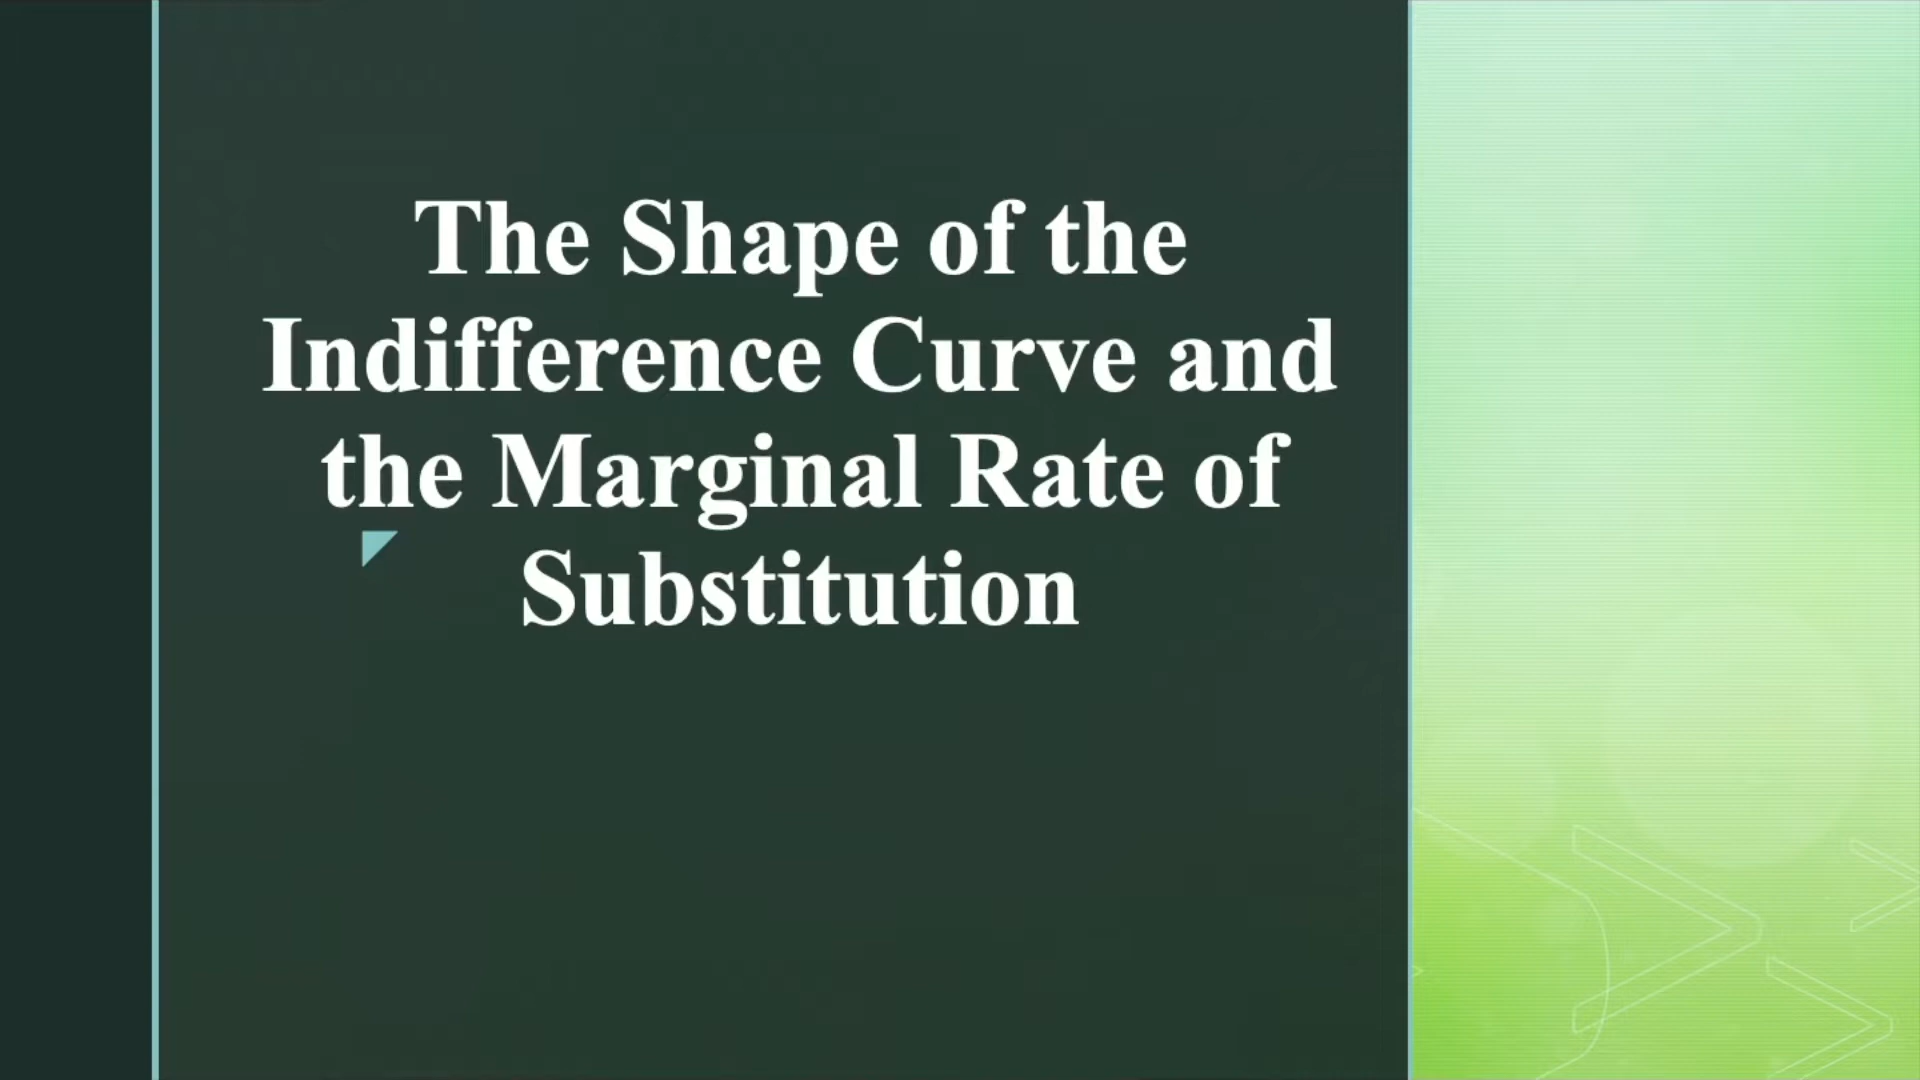 The Shape of the
Indifference Curve and
the Marginal Rate of
Substitution